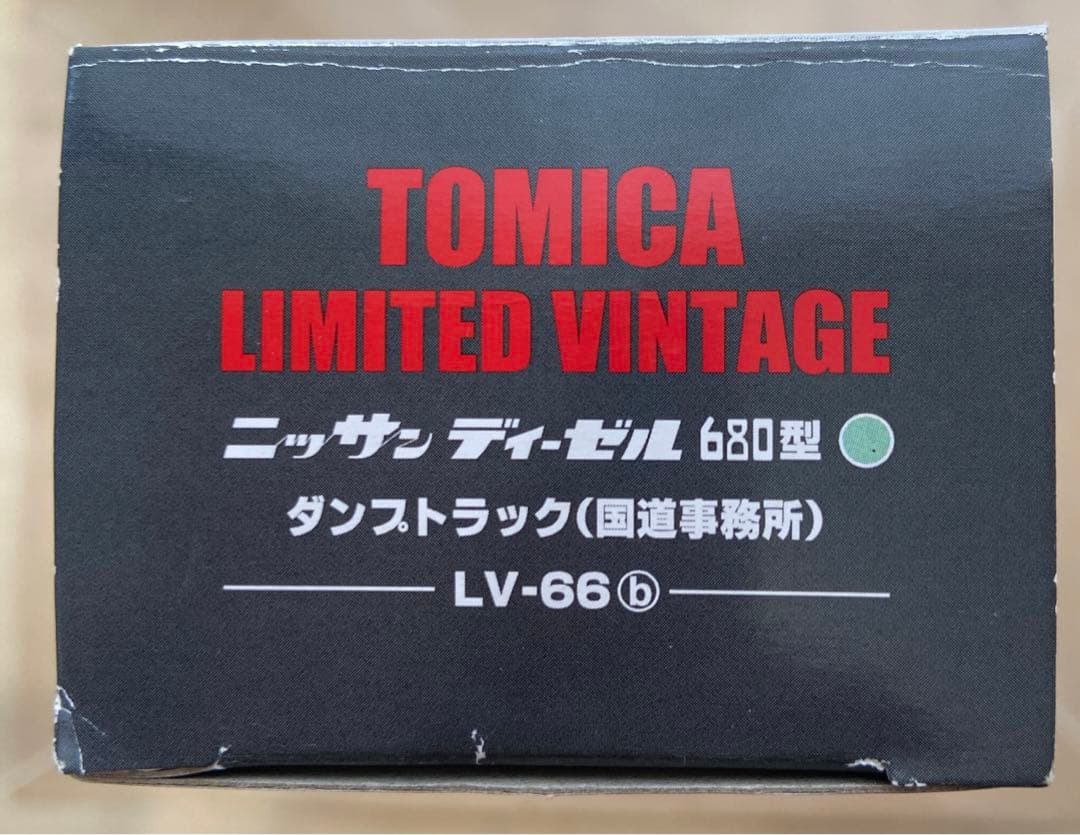 TOMICA
LIMITED VINTAGE
ニッサン ディーゼル 680型
ダンプトラック(国道事務所)
LV-66ⓑ